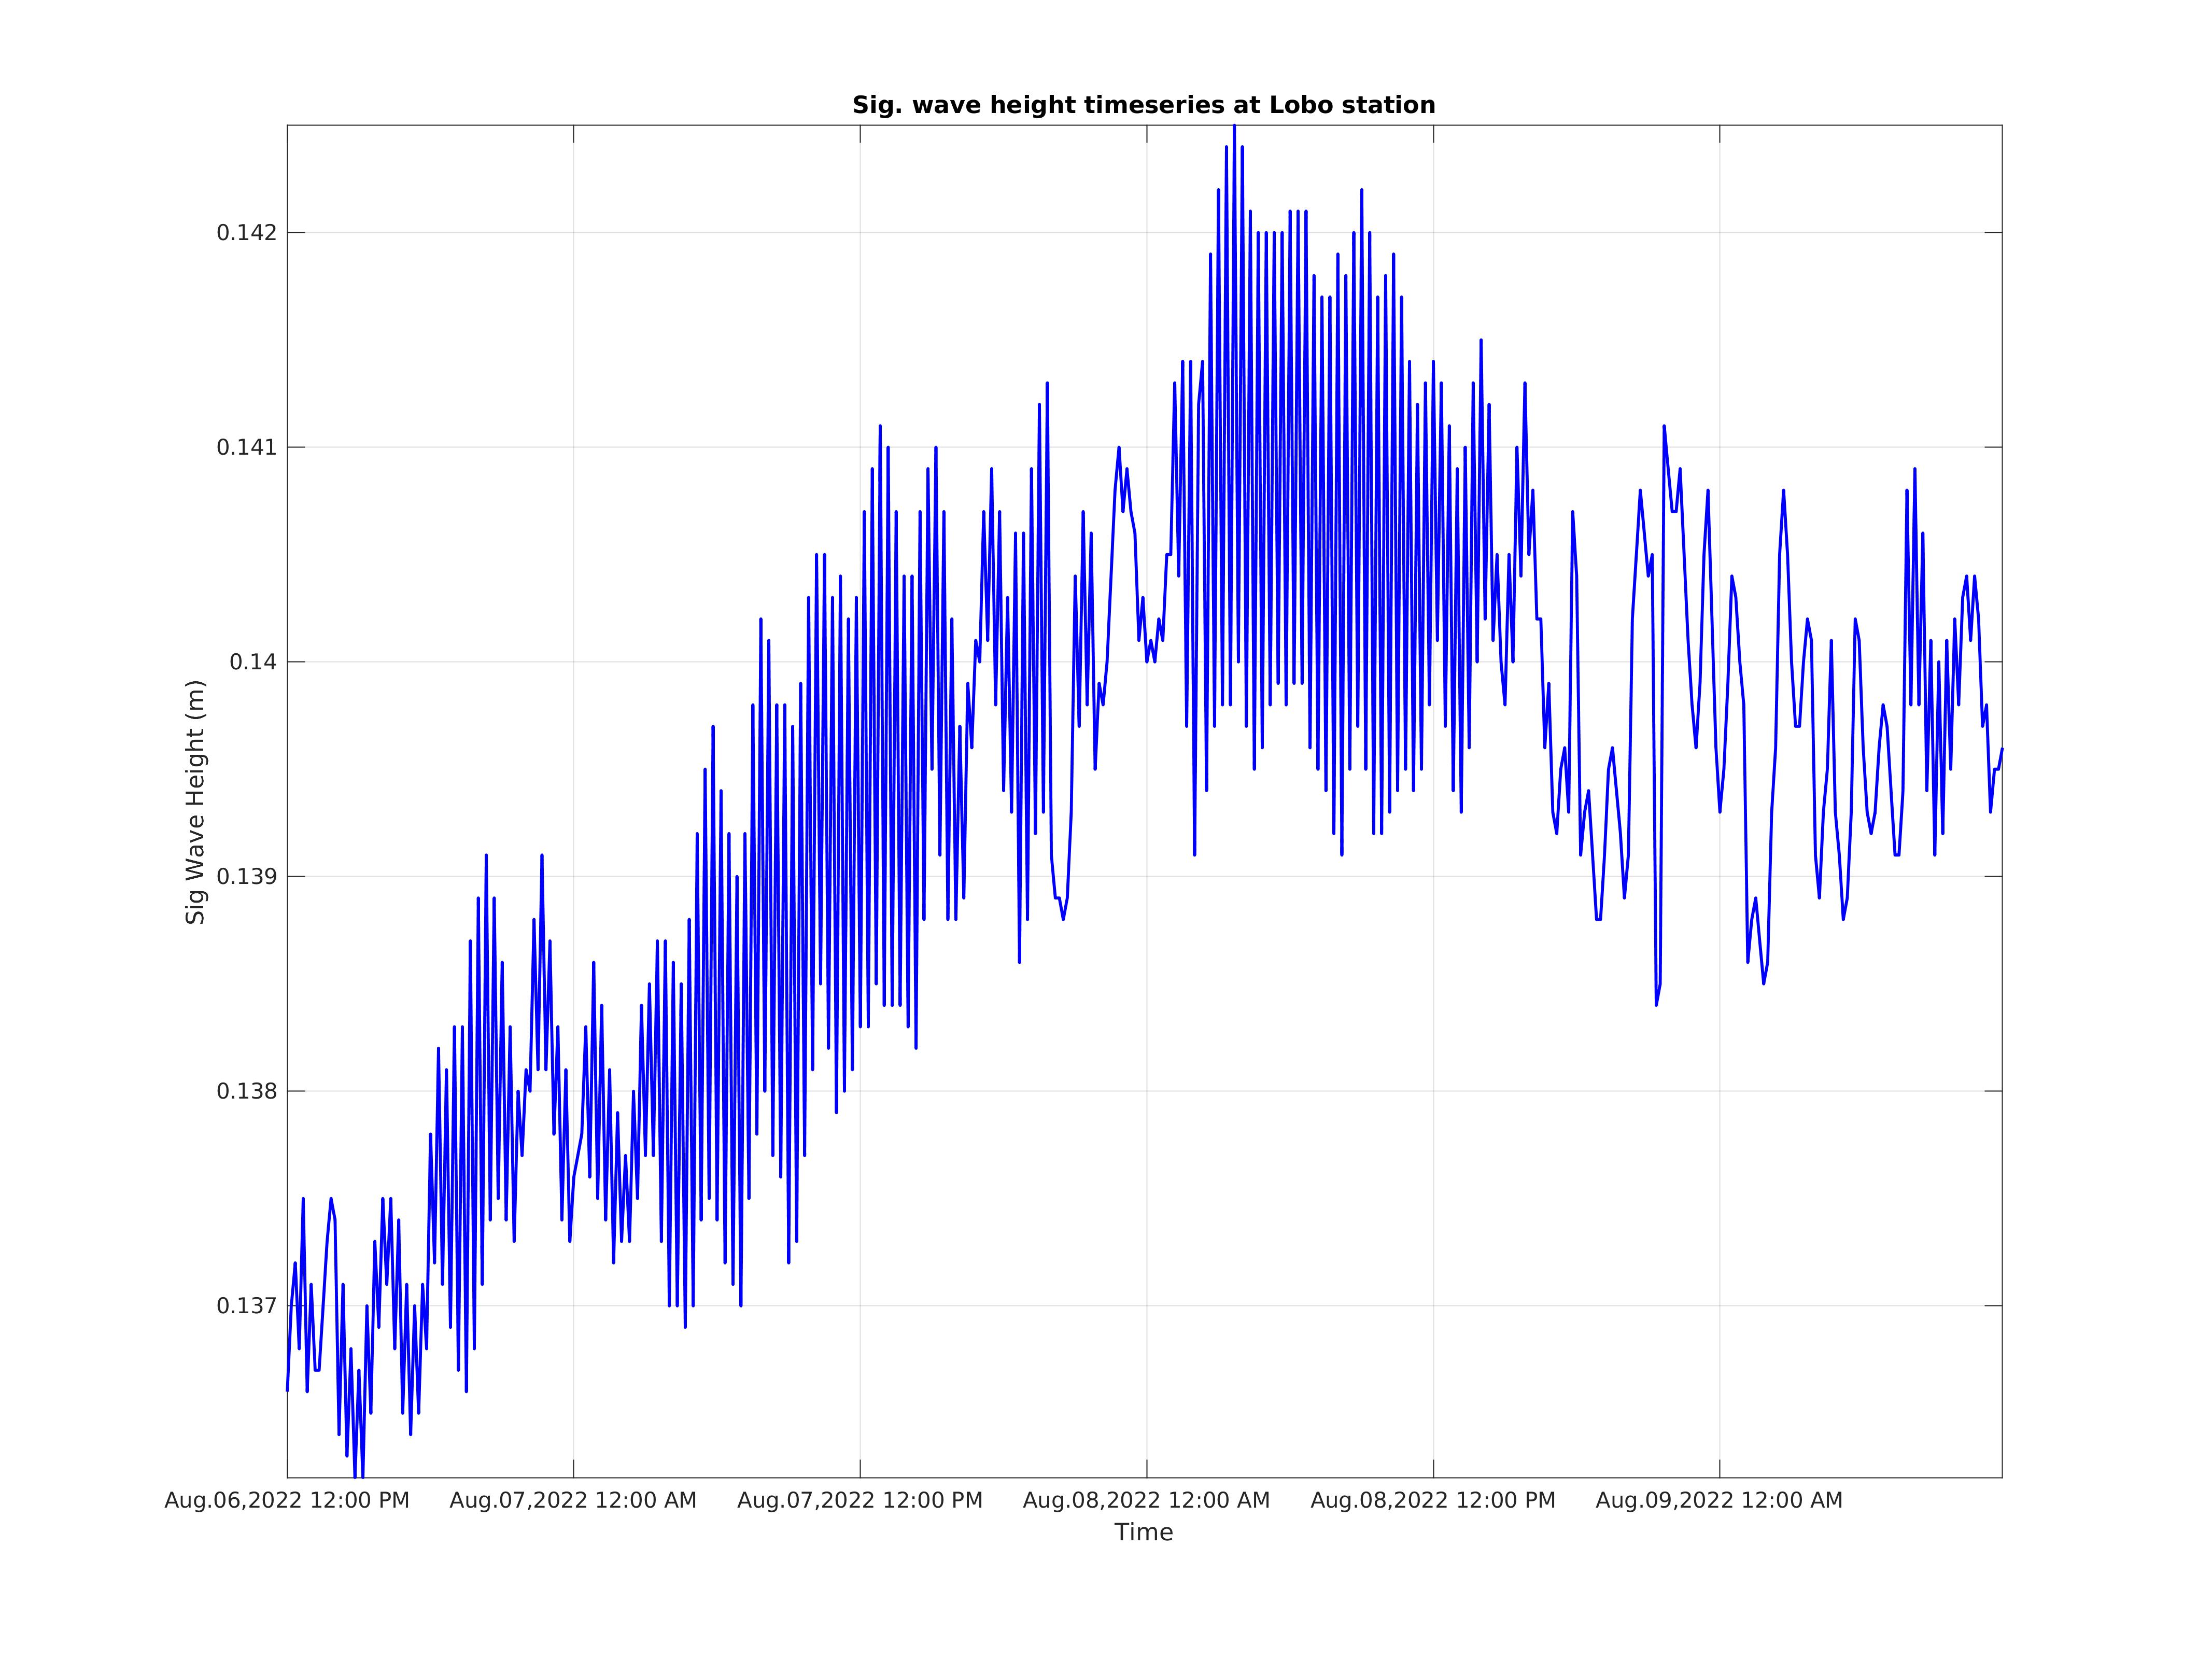 Sig. wave height timeseries at Lobo station
0.142
0.141
0.14
0.139
0.138
0.137
Sig Wave Height (m)
Aug.06,2022 12:00 PM
Aug.07,2022 12:00 AM
Aug.07,2022 12:00 PM
Aug.08,2022 12:00 AM
Aug.08,2022 12:00 PM
Aug.09,2022 12:00 AM
Time